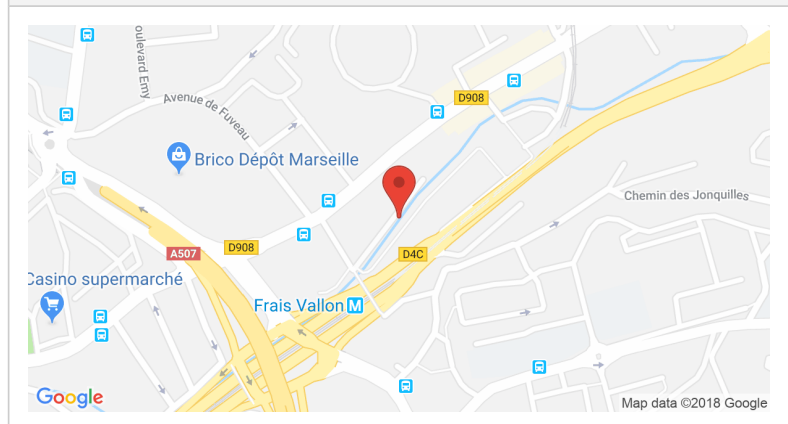 oulevard Emy
Avenue de Fuveau
D908
Brico Dépôt Marseille
Chemin des Jonquilles
D908
A507
D4C
Casino supermarché
Frais Vallon M
Google
Map data ©2018 Google